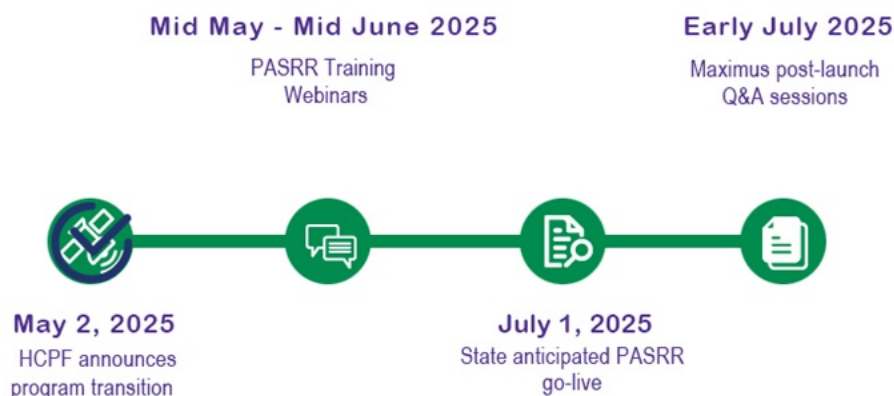 Mid May - Mid June 2025
PASRR Training
Webinars
Early July 2025
Maximus post-launch
Q&A sessions
May 2, 2025
HCPF announces
program transition
July 1, 2025
State anticipated PASRR
go-live